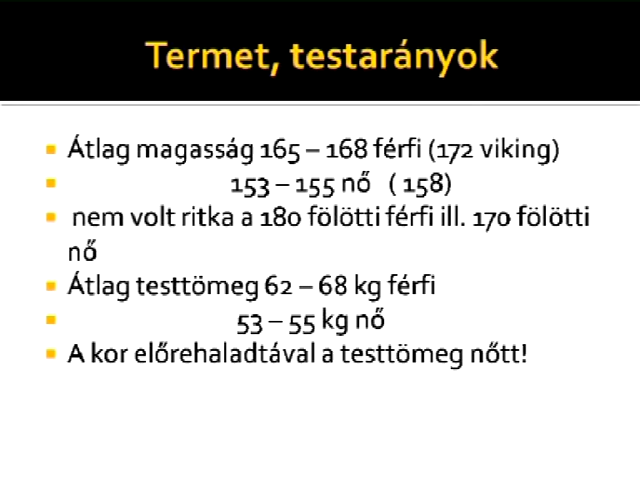 Termet, testarányok
Átlag magasság 165 – 168 férfi (172 viking)
153 – 155 nő ( 158)
nem volt ritka a 180 fölötti férfi ill. 170 fölötti
nő
Átlag testtömeg 62 – 68 kg férfi
53 – 55 kg nő
A kor előrehaladtával a testtömeg nőtt!